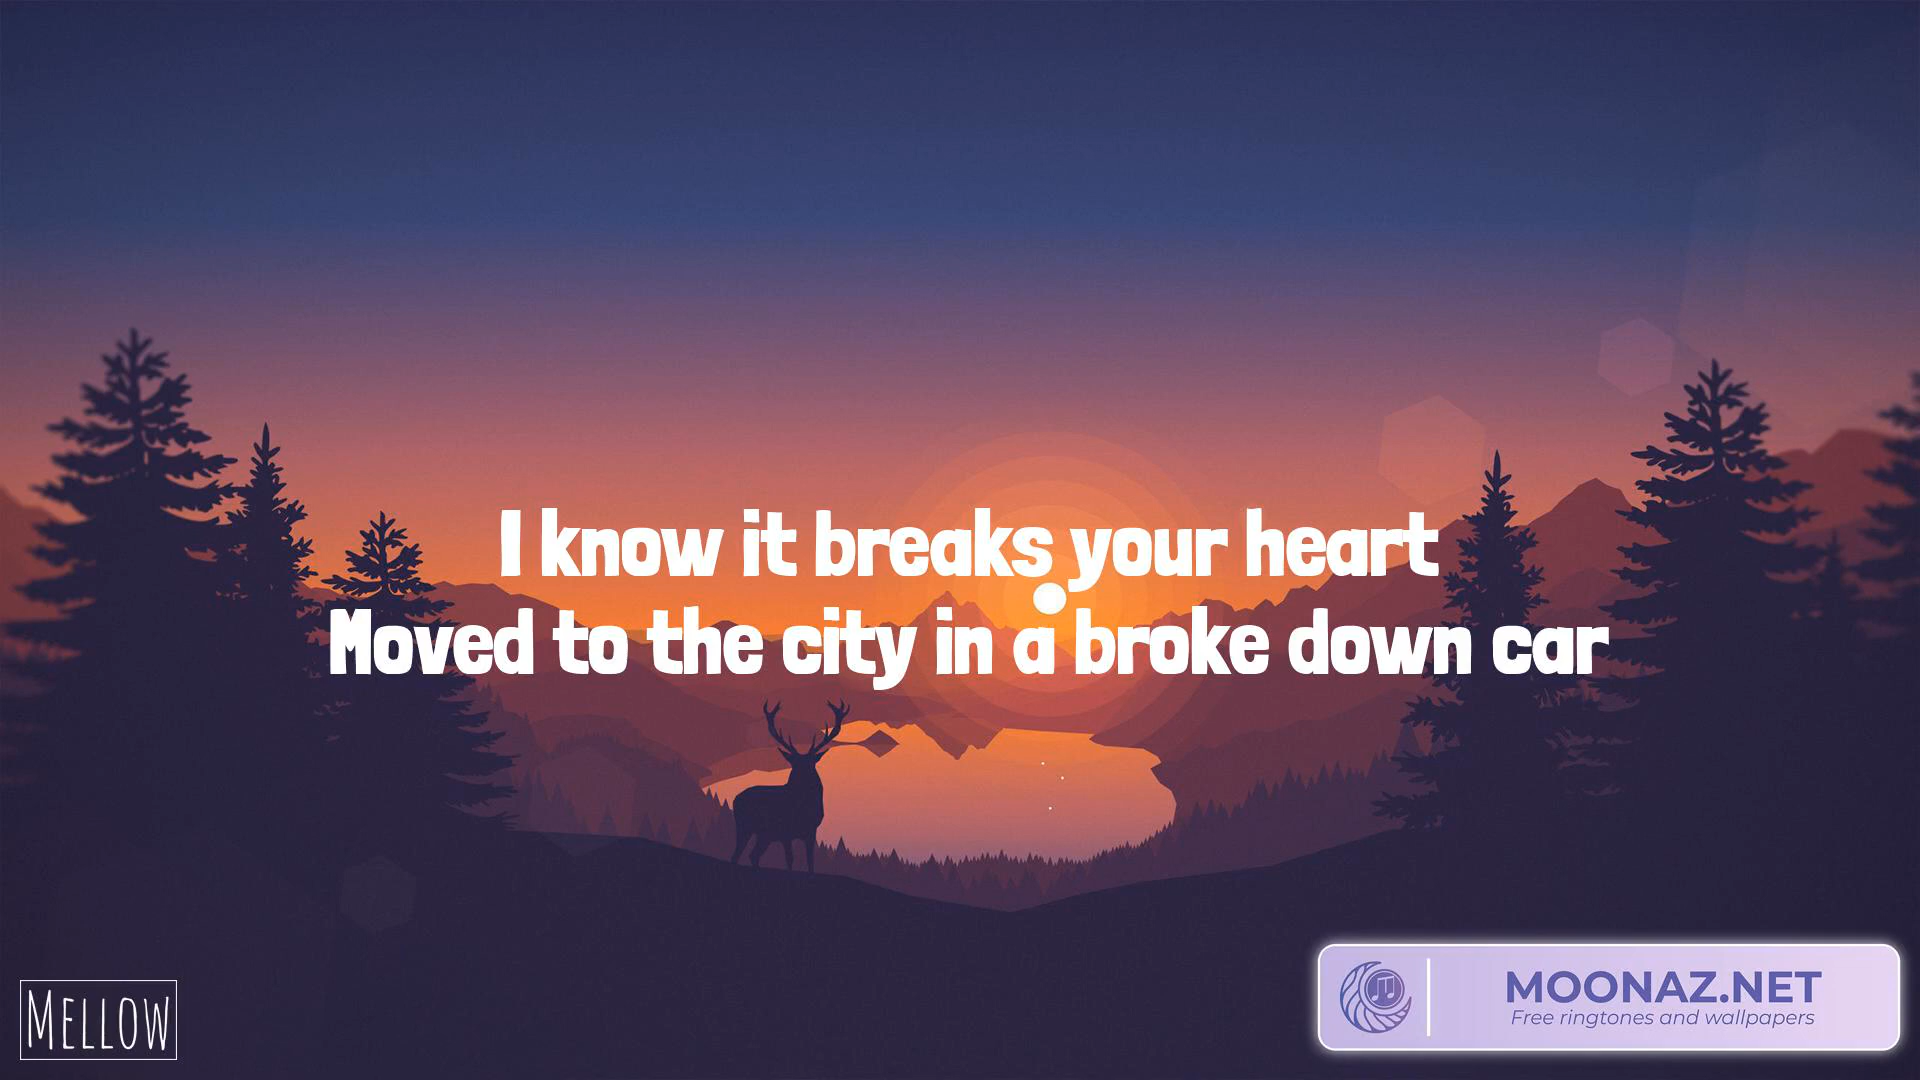 I know it breaks your heart
Moved to the city in a broke down car
MELLOW
MOONAZ.NET
Free ringtones and wallpapers